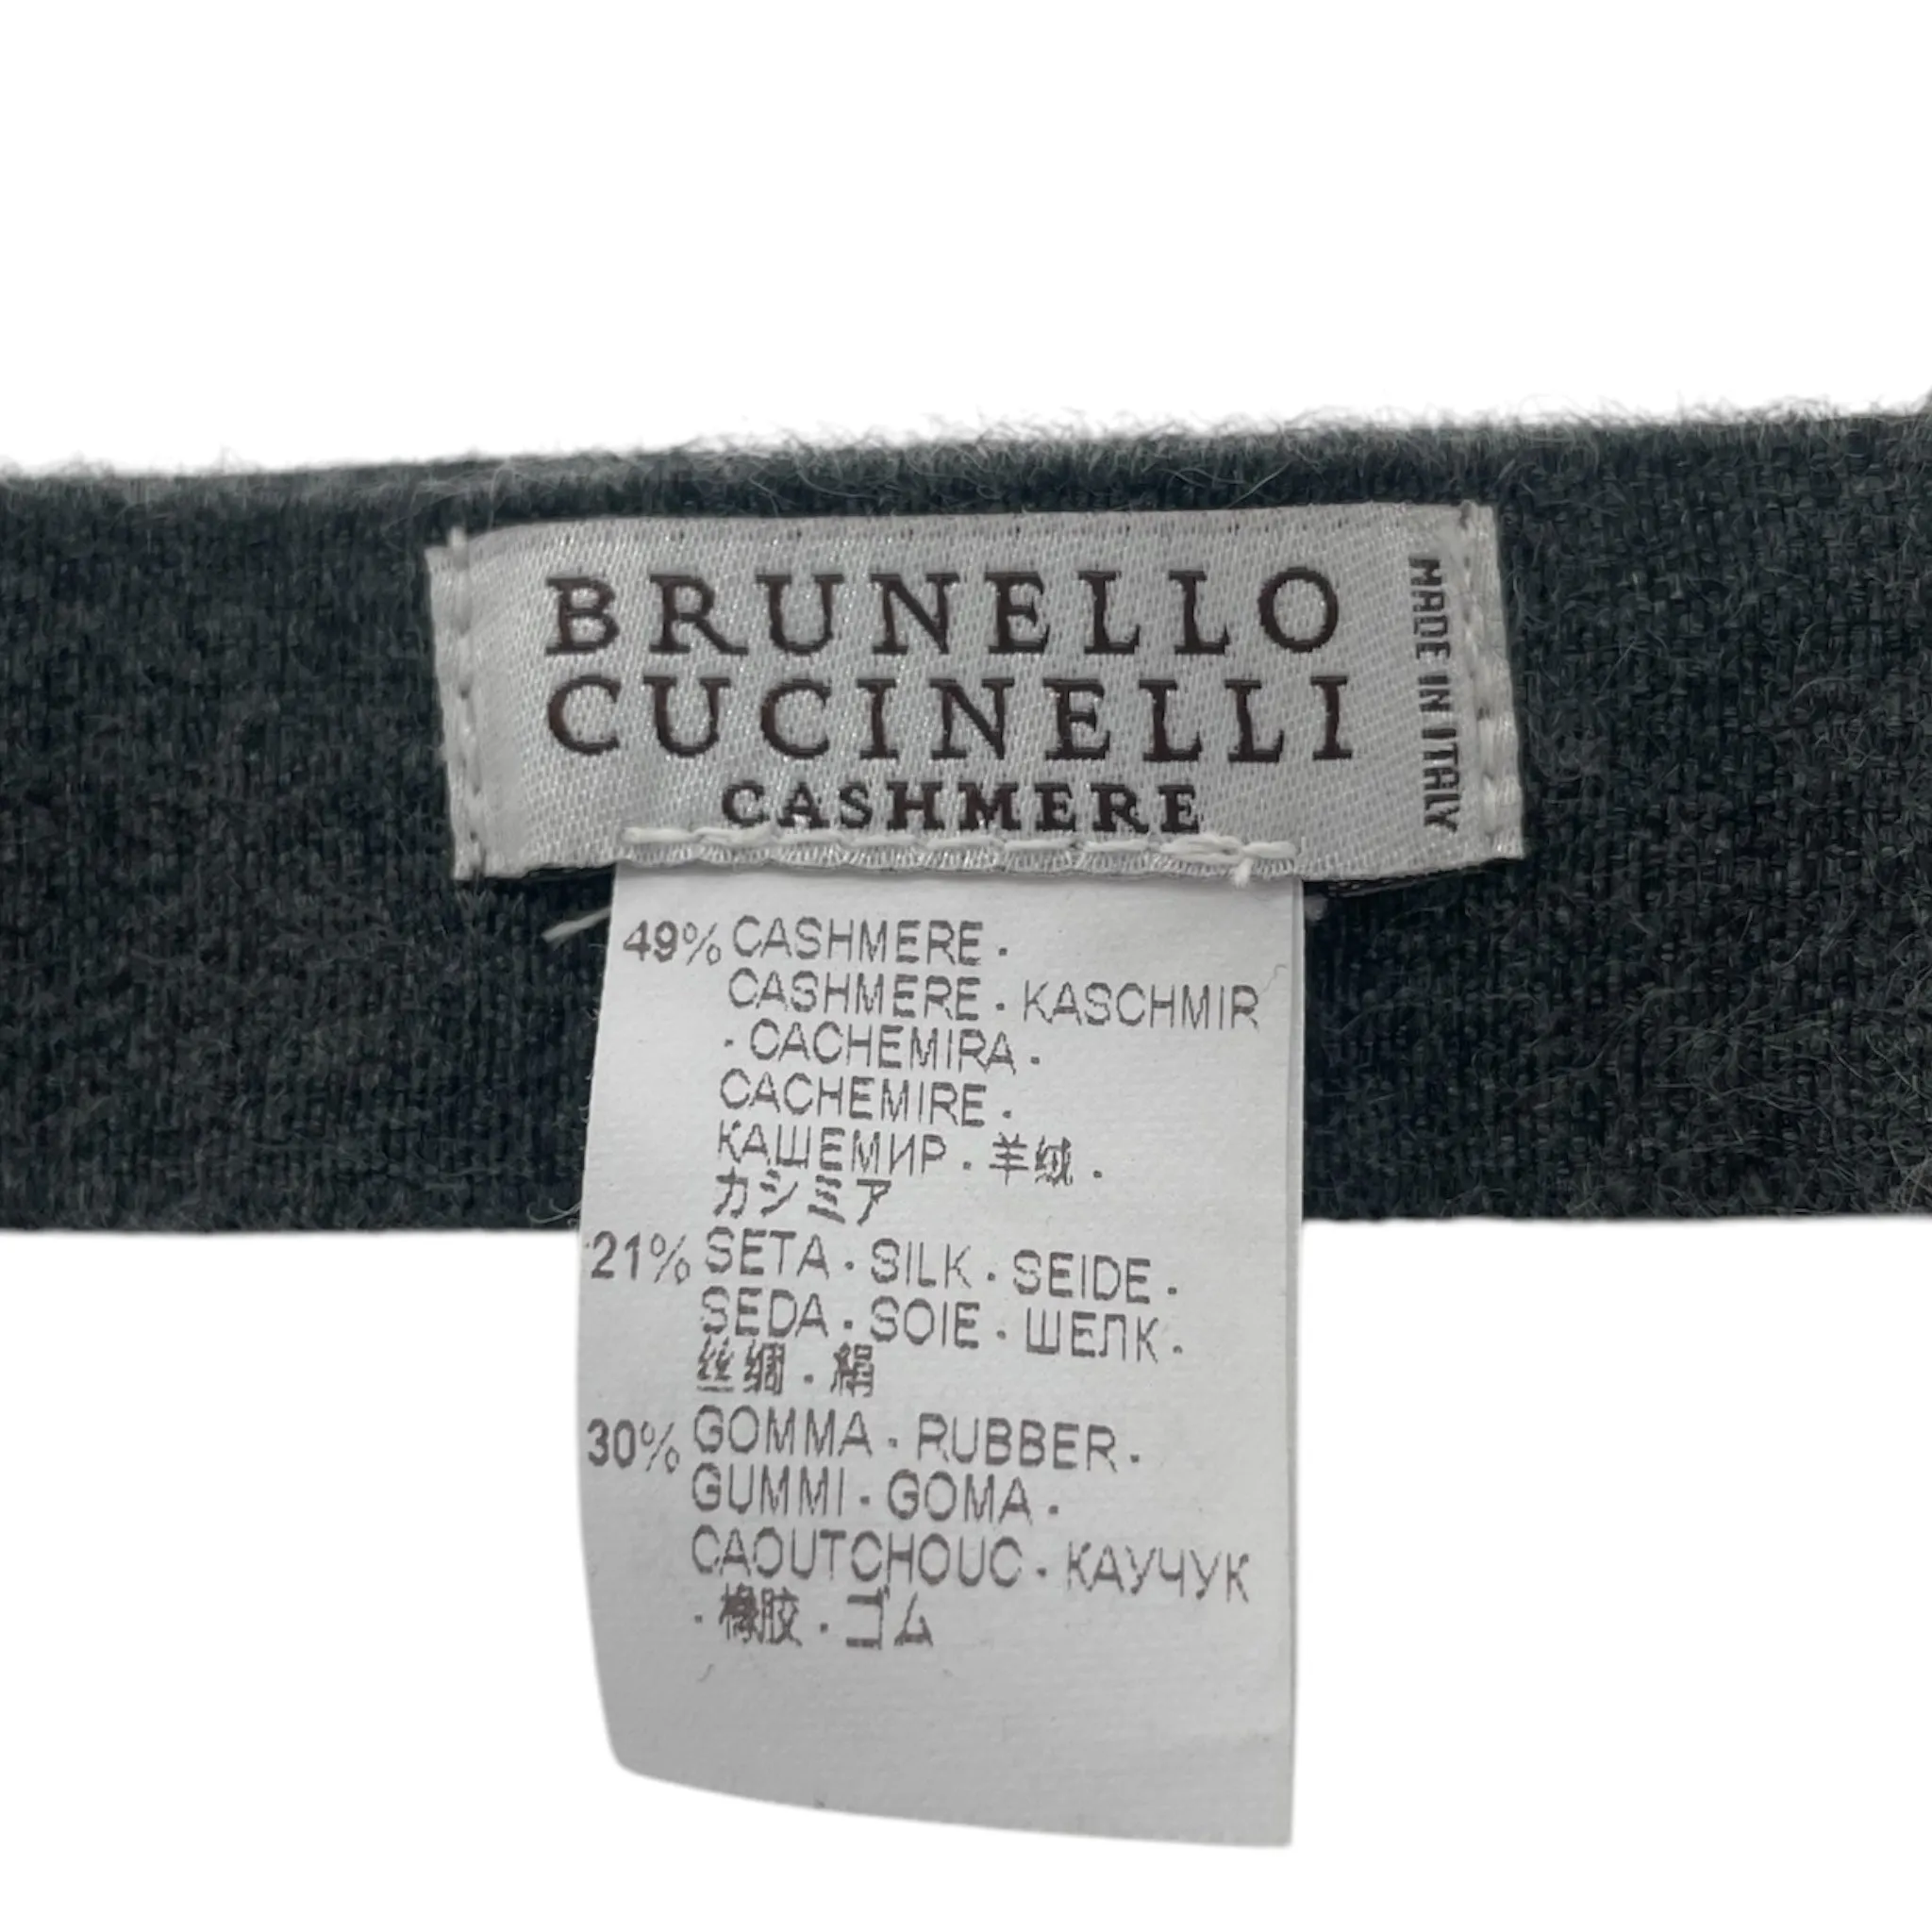 BRUNELLO
CUCINELLI
CASHMERE
MADE IN ITALY
49% CASHMERE ·
CASHMERE · KASCHMIR
· CACHEMIRA ·
CACHEMIRE ·
КАШЕМИР · 羊绒 ·
カシミア
21% SETA · SILK · SEIDE ·
SEDA · SOIE · ШЕЛК ·
丝绸 · 絹
30% GOMMA · RUBBER ·
GUMMI · GOMA ·
CAOUTCHOUC · КАУЧУК
· 橡胶 · ゴム